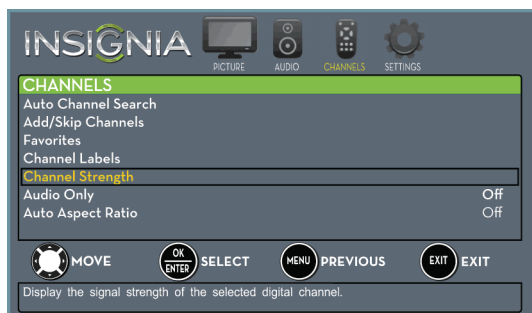 INSIGNIA
PICTURE AUDIO CHANNELS SETTINGS
CHANNELS
Auto Channel Search
Add/Skip Channels
Favorites
Channel Labels
Channel Strength
Audio Only Off
Auto Aspect Ratio Off
MOVE OK ENTER SELECT MENU PREVIOUS EXIT EXIT
Display the signal strength of the selected digital channel.